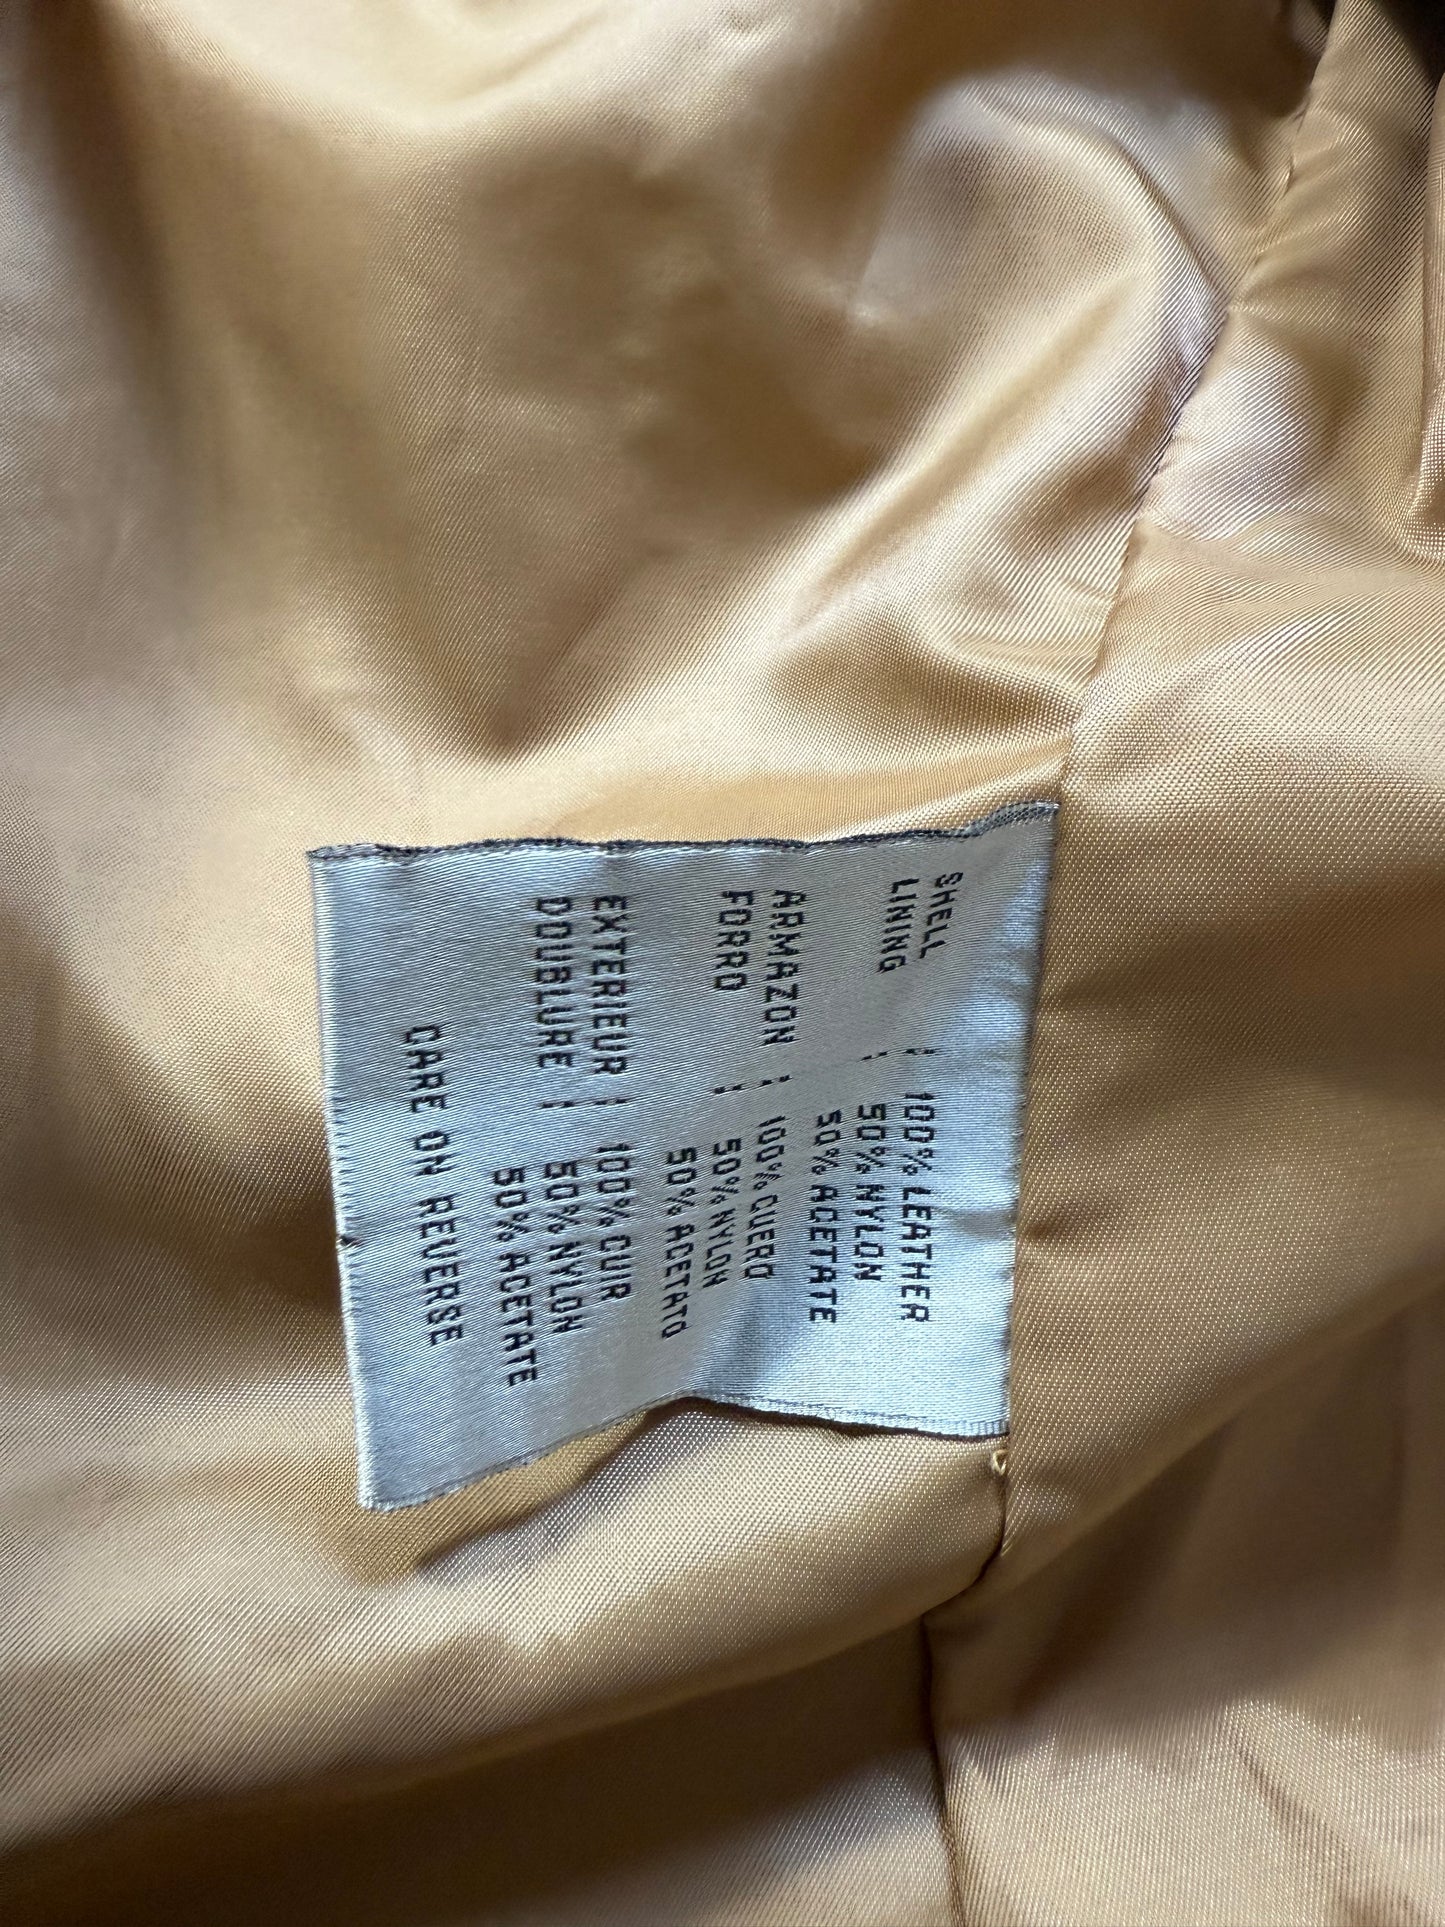 SHELL : 100% LEATHER
LINING : 50% NYLON
50% ACETATE
ARMAZON : 100% CUERO
FORRO : 50% NYLON
50% ACETATO
EXTERIEUR : 100% CUIR
DOUBLURE : 50% NYLON
50% ACETATE
CARE ON REVERSE